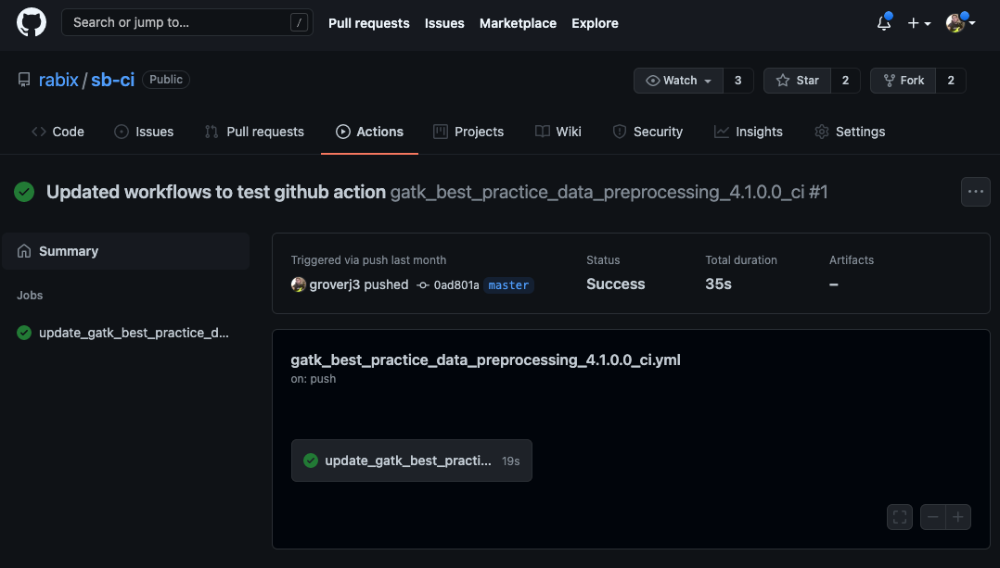 Search or jump to... /
Pull requests Issues Marketplace Explore
rabix / sb-ci Public
Watch 3 Star 2 Fork 2
Code Issues Pull requests Actions Projects Wiki Security Insights Settings
Updated workflows to test github action gatk_best_practice_data_preprocessing_4.1.0.0_ci #1
Summary
Jobs
update_gatk_best_practice_d...
Triggered via push last month
groverj3 pushed 0ad801a master
Status
Success
Total duration
35s
Artifacts
–
gatk_best_practice_data_preprocessing_4.1.0.0_ci.yml
on: push
update_gatk_best_practi... 19s